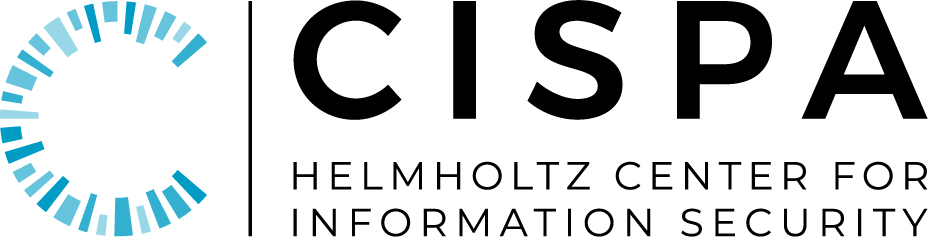 CISPA
HELMHOLTZ CENTER FOR
INFORMATION SECURITY